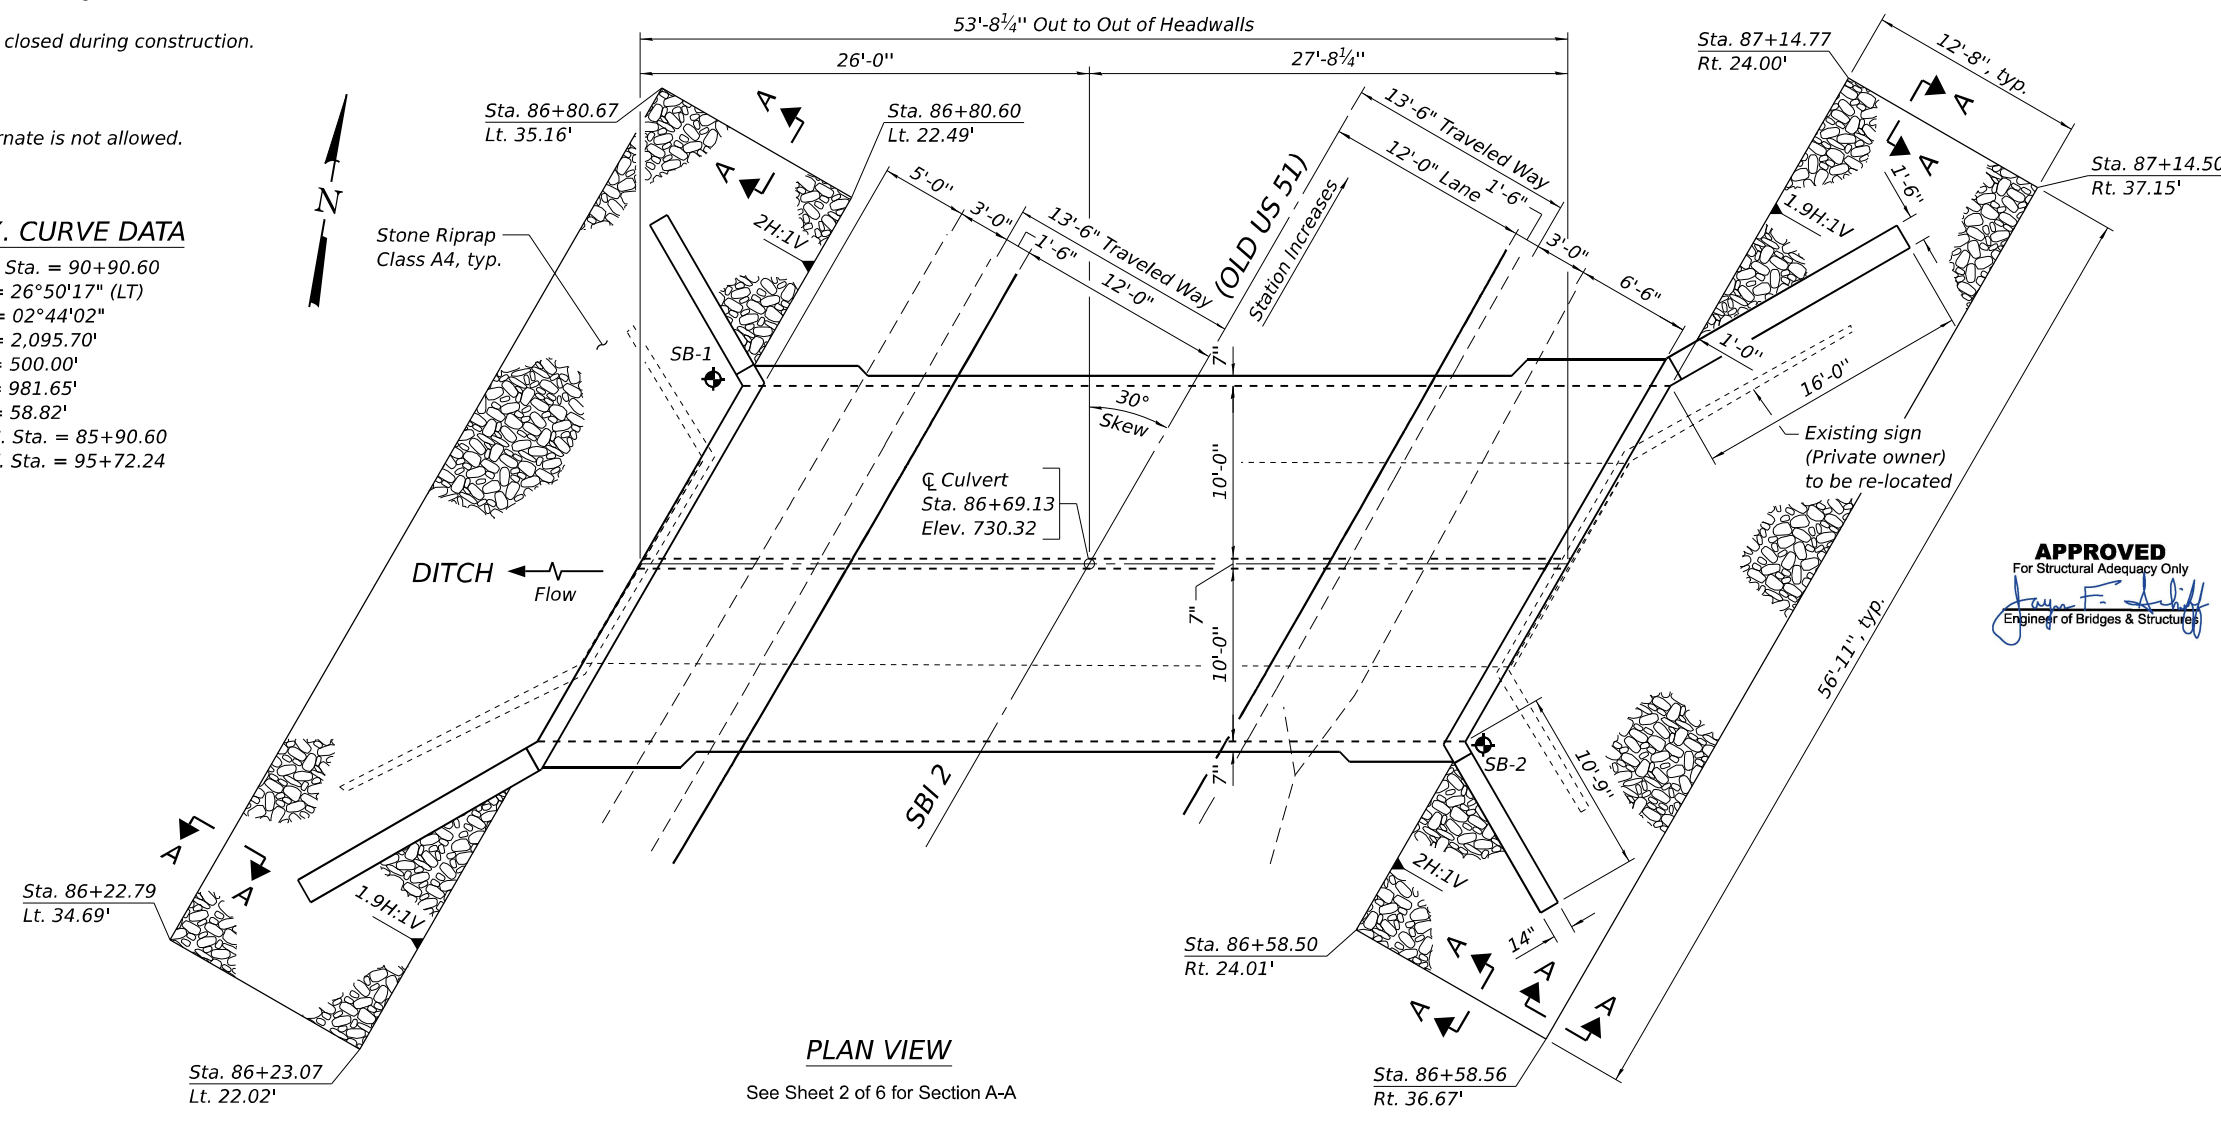 closed during construction.
rnate is not allowed.
N
. CURVE DATA
Sta. = 90+90.60
= 26°50'17" (LT)
= 02°44'02"
= 2,095.70'
= 500.00'
= 981.65'
= 58.82'
. Sta. = 85+90.60
. Sta. = 95+72.24
53'-8¼" Out to Out of Headwalls
26'-0"
27'-8¼"
Sta. 86+80.67
Lt. 35.16'
Sta. 86+80.60
Lt. 22.49'
Sta. 87+14.77
Rt. 24.00'
12'-8", typ.
Sta. 87+14.50
Rt. 37.15'
A
A
A
A
Stone Riprap
Class A4, typ.
2H:1V
5'-0"
3'-0"
13'-6" Traveled Way
1'-6"
12'-0"
(OLD US 51)
Station Increases
13'-6" Traveled Way
12'-0" Lane
1'-6"
3'-0"
6'-6"
1'-6"
1.9H:1V
SB-1
7"
30°
Skew
1'-0"
16'-0"
Existing sign
(Private owner)
to be re-located
10'-0"
℄ Culvert
Sta. 86+69.13
Elev. 730.32
DITCH
Flow
7"
10'-0"
7"
APPROVED
For Structural Adequacy Only
Engineer of Bridges & Structures
56'-11", typ.
SBI 2
SB-2
10'-9"
A
A
Sta. 86+22.79
Lt. 34.69'
1.9H:1V
2H:1V
14"
Sta. 86+58.50
Rt. 24.01'
A
A
A
A
Sta. 86+23.07
Lt. 22.02'
PLAN VIEW
See Sheet 2 of 6 for Section A-A
Sta. 86+58.56
Rt. 36.67'